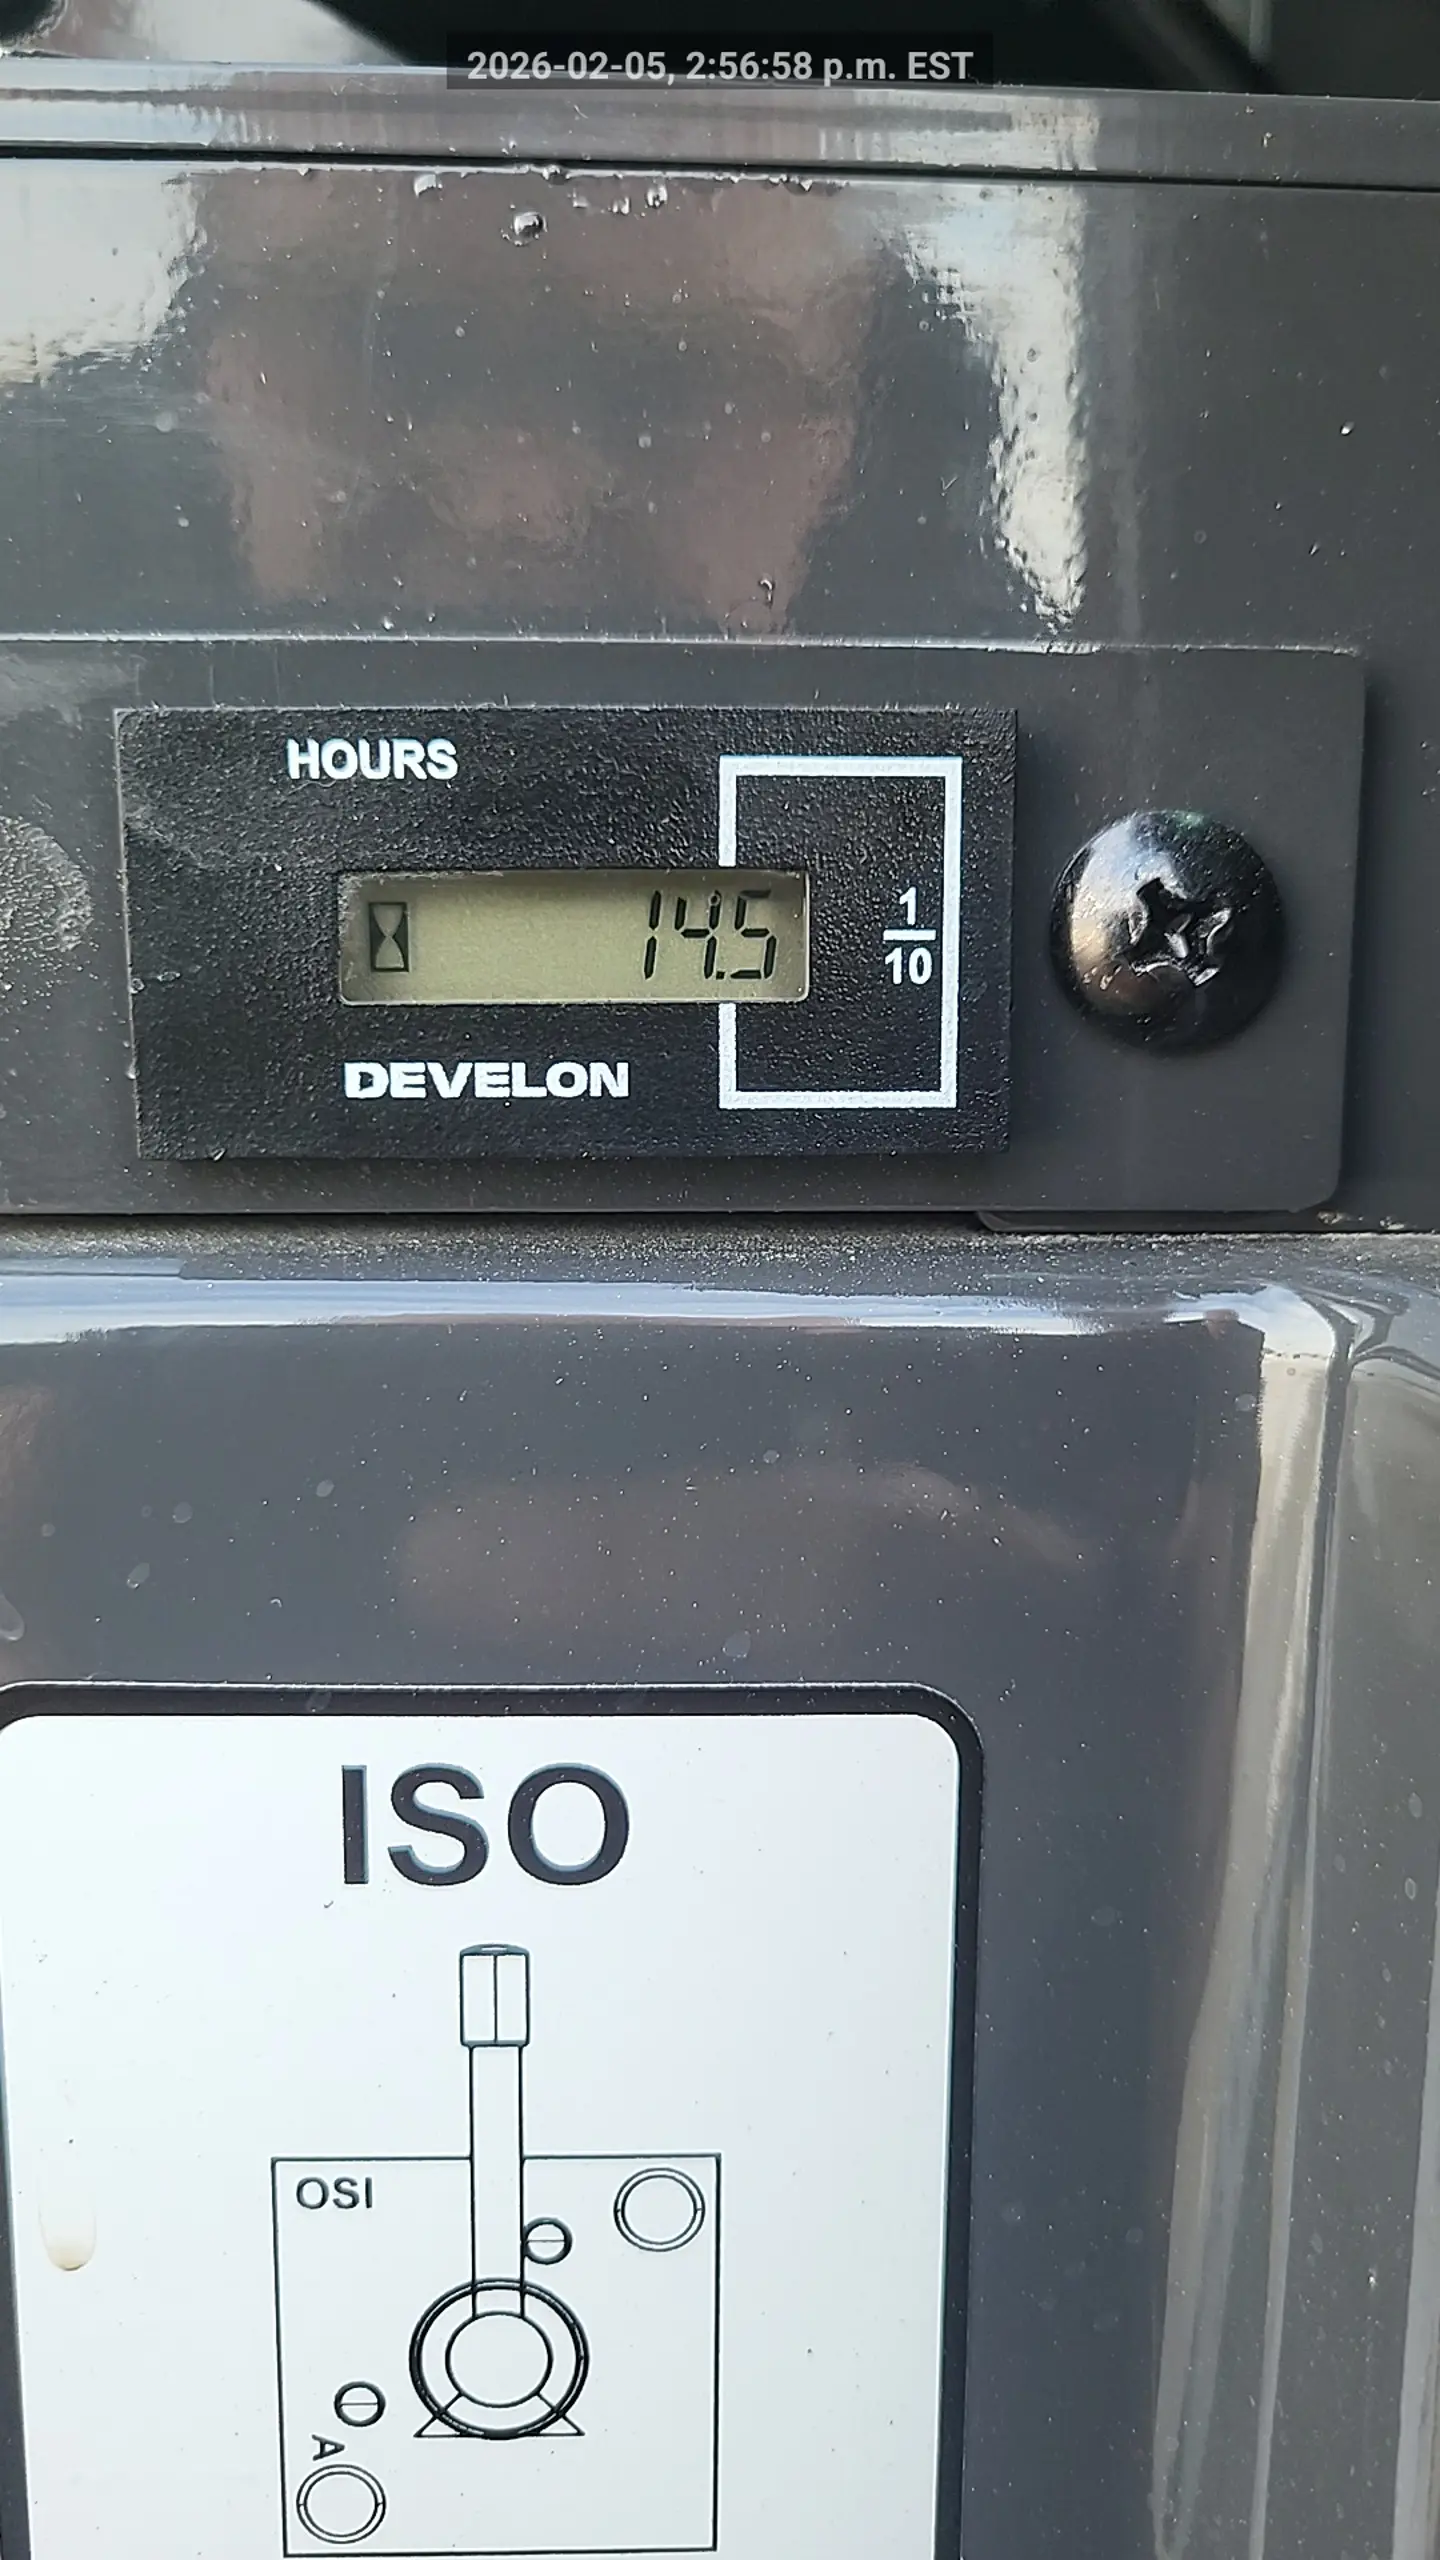 2026-02-05, 2:56:58 p.m. EST
HOURS
14.5
1
10
DEVELON
ISO
OSI
A